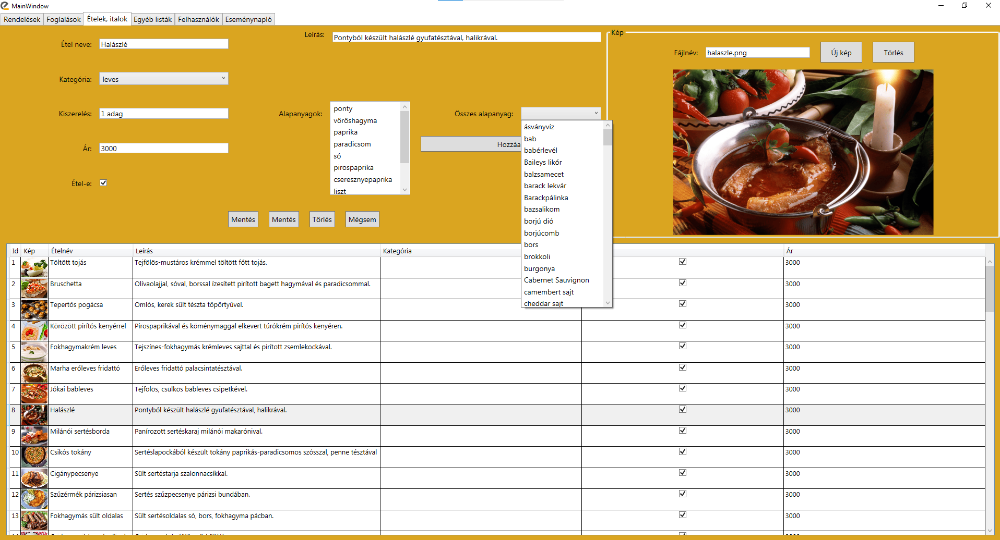 MainWindow
Rendelések Foglalások Ételek, italok Egyéb listák Felhasználók Eseménynapló
Étel neve: Halászlé
Leírás: Pontyból készült halászlé gyufatésztával, halikrával.
Kép
Fájlnév: halaszle.png Új kép Törlés
Kategória: leves
Kiszerelés: 1 adag
Ár: 3000
Étel-e:
Alapanyagok:
ponty
vöröshagyma
paprika
paradicsom
só
pirospaprika
cseresznyepaprika
liszt
Összes alapanyag:
Hozzáa
ásványvíz
bab
babérlevél
Baileys likőr
balzsamecet
barack lekvár
Barackpálinka
bazsalikom
borjú dió
borjúcomb
bors
brokkoli
burgonya
Cabernet Sauvignon
camembert sajt
cheddar sajt
Mentés Mentés Törlés Mégsem
Id Kép Ételnév Leírás Kategória Ár
1 Töltött tojás Tejfölös-mustáros krémmel töltött főtt tojás. 3000
2 Bruschetta Olívaolajjal, sóval, borssal ízesített pirított bagett hagymával és paradicsommal. 3000
3 Tepertős pogácsa Omlós, kerek sült tészta töpörtyűvel. 3000
4 Körözött pirítós kenyérrel Pirospaprikával és köménymaggal elkevert túrókrém pirítós kenyéren. 3000
5 Fokhagymakrém leves Tejszínes-fokhagymás krémleves sajttal és pirított zsemlekockával. 3000
6 Marha erőleves fridattó Erőleves fridattó palacsintatésztával. 3000
7 Jókai bableves Tejfölös, csülkös bableves csipetkével. 3000
8 Halászlé Pontyból készült halászlé gyufatésztával, halikrával. 3000
9 Milánói sertésborda Panírozott sertéskaraj milánói makarónival. 3000
10 Csikós tokány Sertéslapockából készült tokány paprikás-paradicsomos szósszal, penne tésztával 3000
11 Cigánypecsenye Sült sertéstarja szalonnacsíkkal. 3000
12 Szűzérmék párizsiasan Sertés szűzpecsenye párizsi bundában. 3000
13 Fokhagymás sült oldalas Sült sertésoldalas só, bors, fokhagyma pácban. 3000